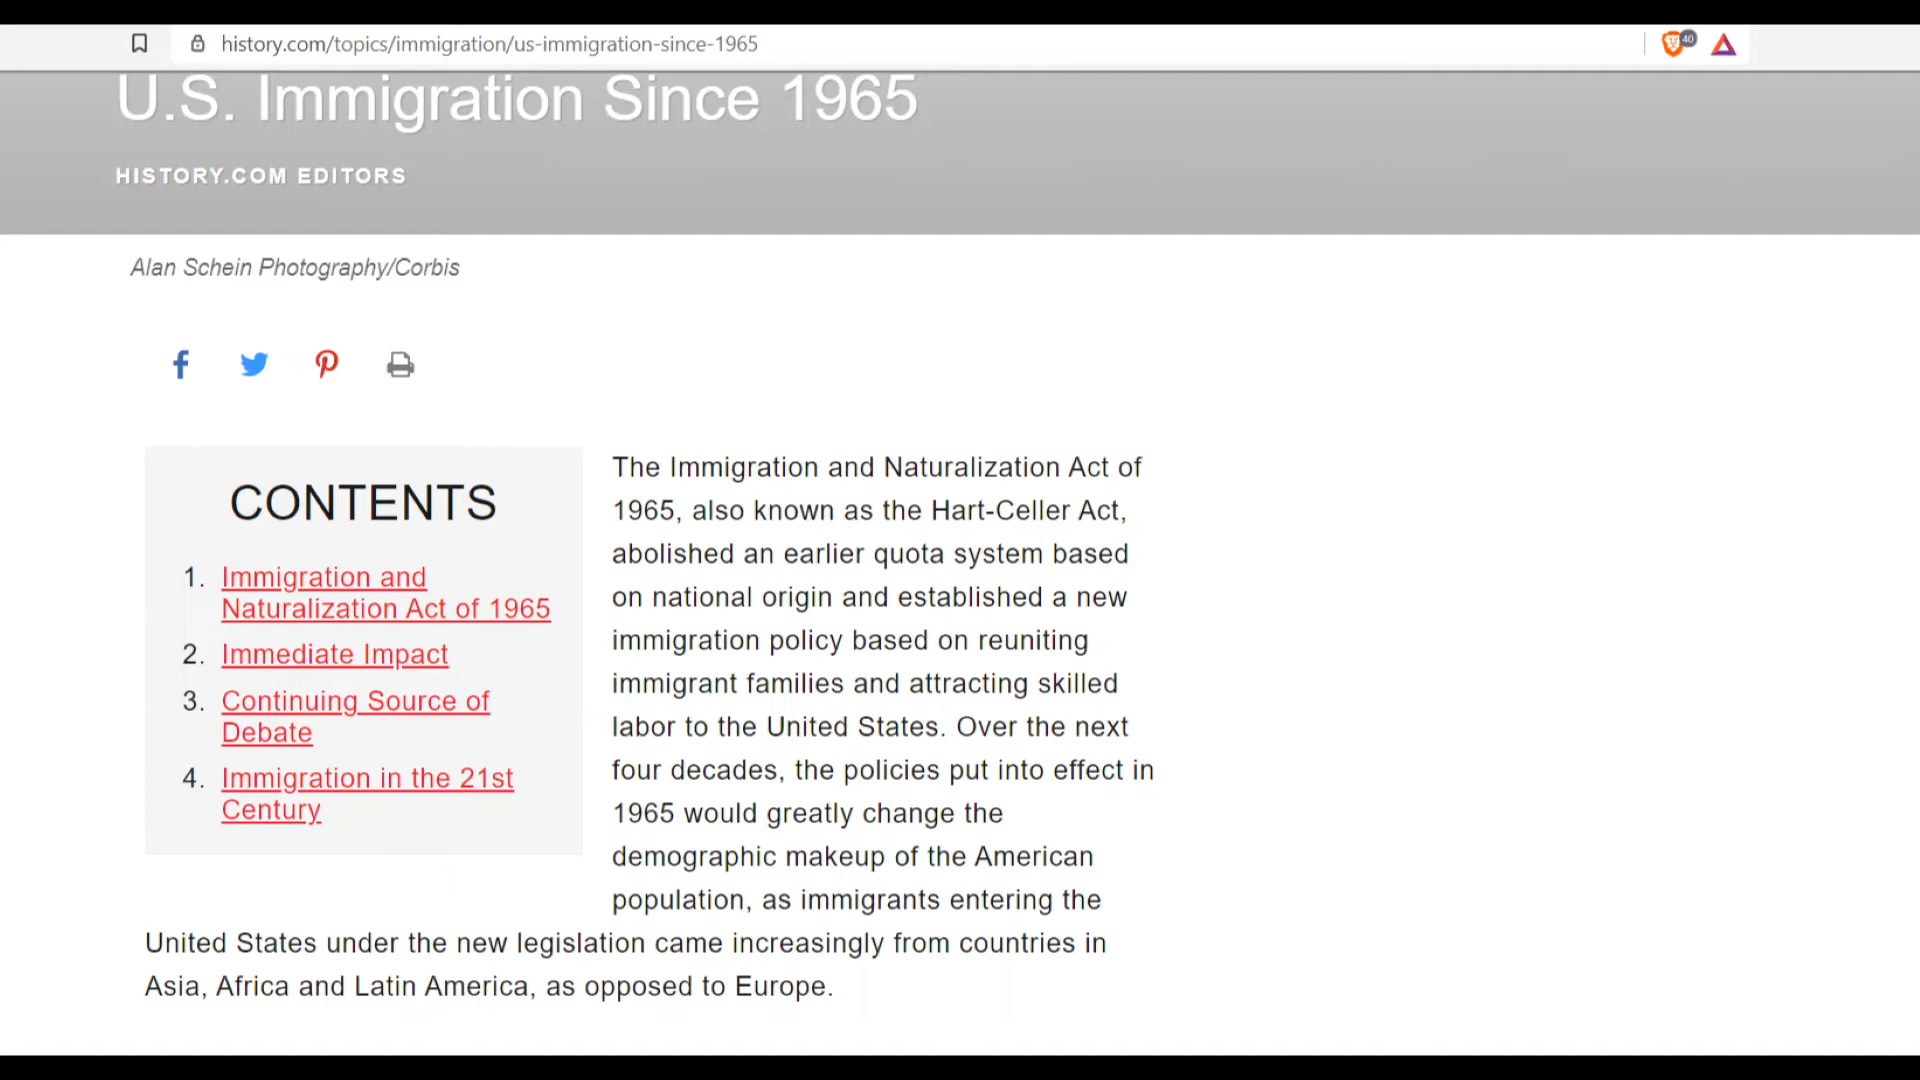 history.com/topics/immigration/us-immigration-since-1965
40
U.S. Immigration Since 1965
HISTORY.COM EDITORS
Alan Schein Photography/Corbis
CONTENTS
1. Immigration and
Naturalization Act of 1965
2. Immediate Impact
3. Continuing Source of
Debate
4. Immigration in the 21st
Century
The Immigration and Naturalization Act of
1965, also known as the Hart-Celler Act,
abolished an earlier quota system based
on national origin and established a new
immigration policy based on reuniting
immigrant families and attracting skilled
labor to the United States. Over the next
four decades, the policies put into effect in
1965 would greatly change the
demographic makeup of the American
population, as immigrants entering the
United States under the new legislation came increasingly from countries in
Asia, Africa and Latin America, as opposed to Europe.